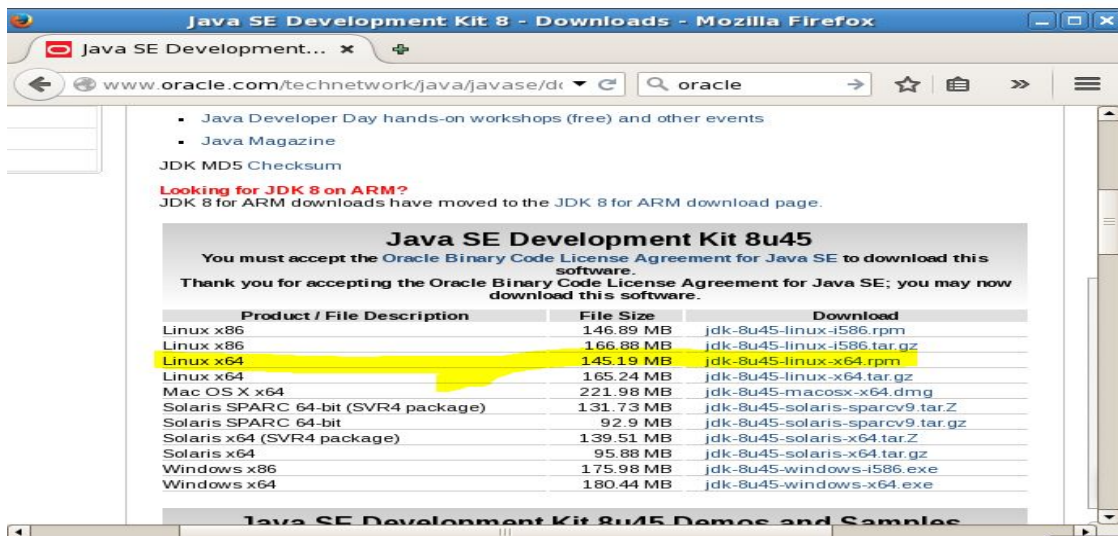 Java SE Development Kit 8 - Downloads - Mozilla Firefox
Java SE Development...
www.oracle.com/technetwork/java/javase/d
oracle
Java Developer Day hands-on workshops (free) and other events
Java Magazine
JDK MD5 Checksum
Looking for JDK 8 on ARM?
JDK 8 for ARM downloads have moved to the JDK 8 for ARM download page.
Java SE Development Kit 8u45
You must accept the Oracle Binary Code License Agreement for Java SE to download this
software.
Thank you for accepting the Oracle Binary Code License Agreement for Java SE; you may now
download this software.
Product / File Description File Size Download
Linux x86 146.89 MB jdk-8u45-linux-i586.rpm
Linux x86 166.88 MB jdk-8u45-linux-i586.tar.gz
Linux x64 145.19 MB jdk-8u45-linux-x64.rpm
Linux x64 165.24 MB jdk-8u45-linux-x64.tar.gz
Mac OS X x64 221.98 MB jdk-8u45-macosx-x64.dmg
Solaris SPARC 64-bit (SVR4 package) 131.73 MB jdk-8u45-solaris-sparcv9.tar.Z
Solaris SPARC 64-bit 92.9 MB jdk-8u45-solaris-sparcv9.tar.gz
Solaris x64 (SVR4 package) 139.51 MB jdk-8u45-solaris-x64.tar.Z
Solaris x64 95.88 MB jdk-8u45-solaris-x64.tar.gz
Windows x86 175.98 MB jdk-8u45-windows-i586.exe
Windows x64 180.44 MB jdk-8u45-windows-x64.exe
Java SE Development Kit 8u45 Demos and Samples